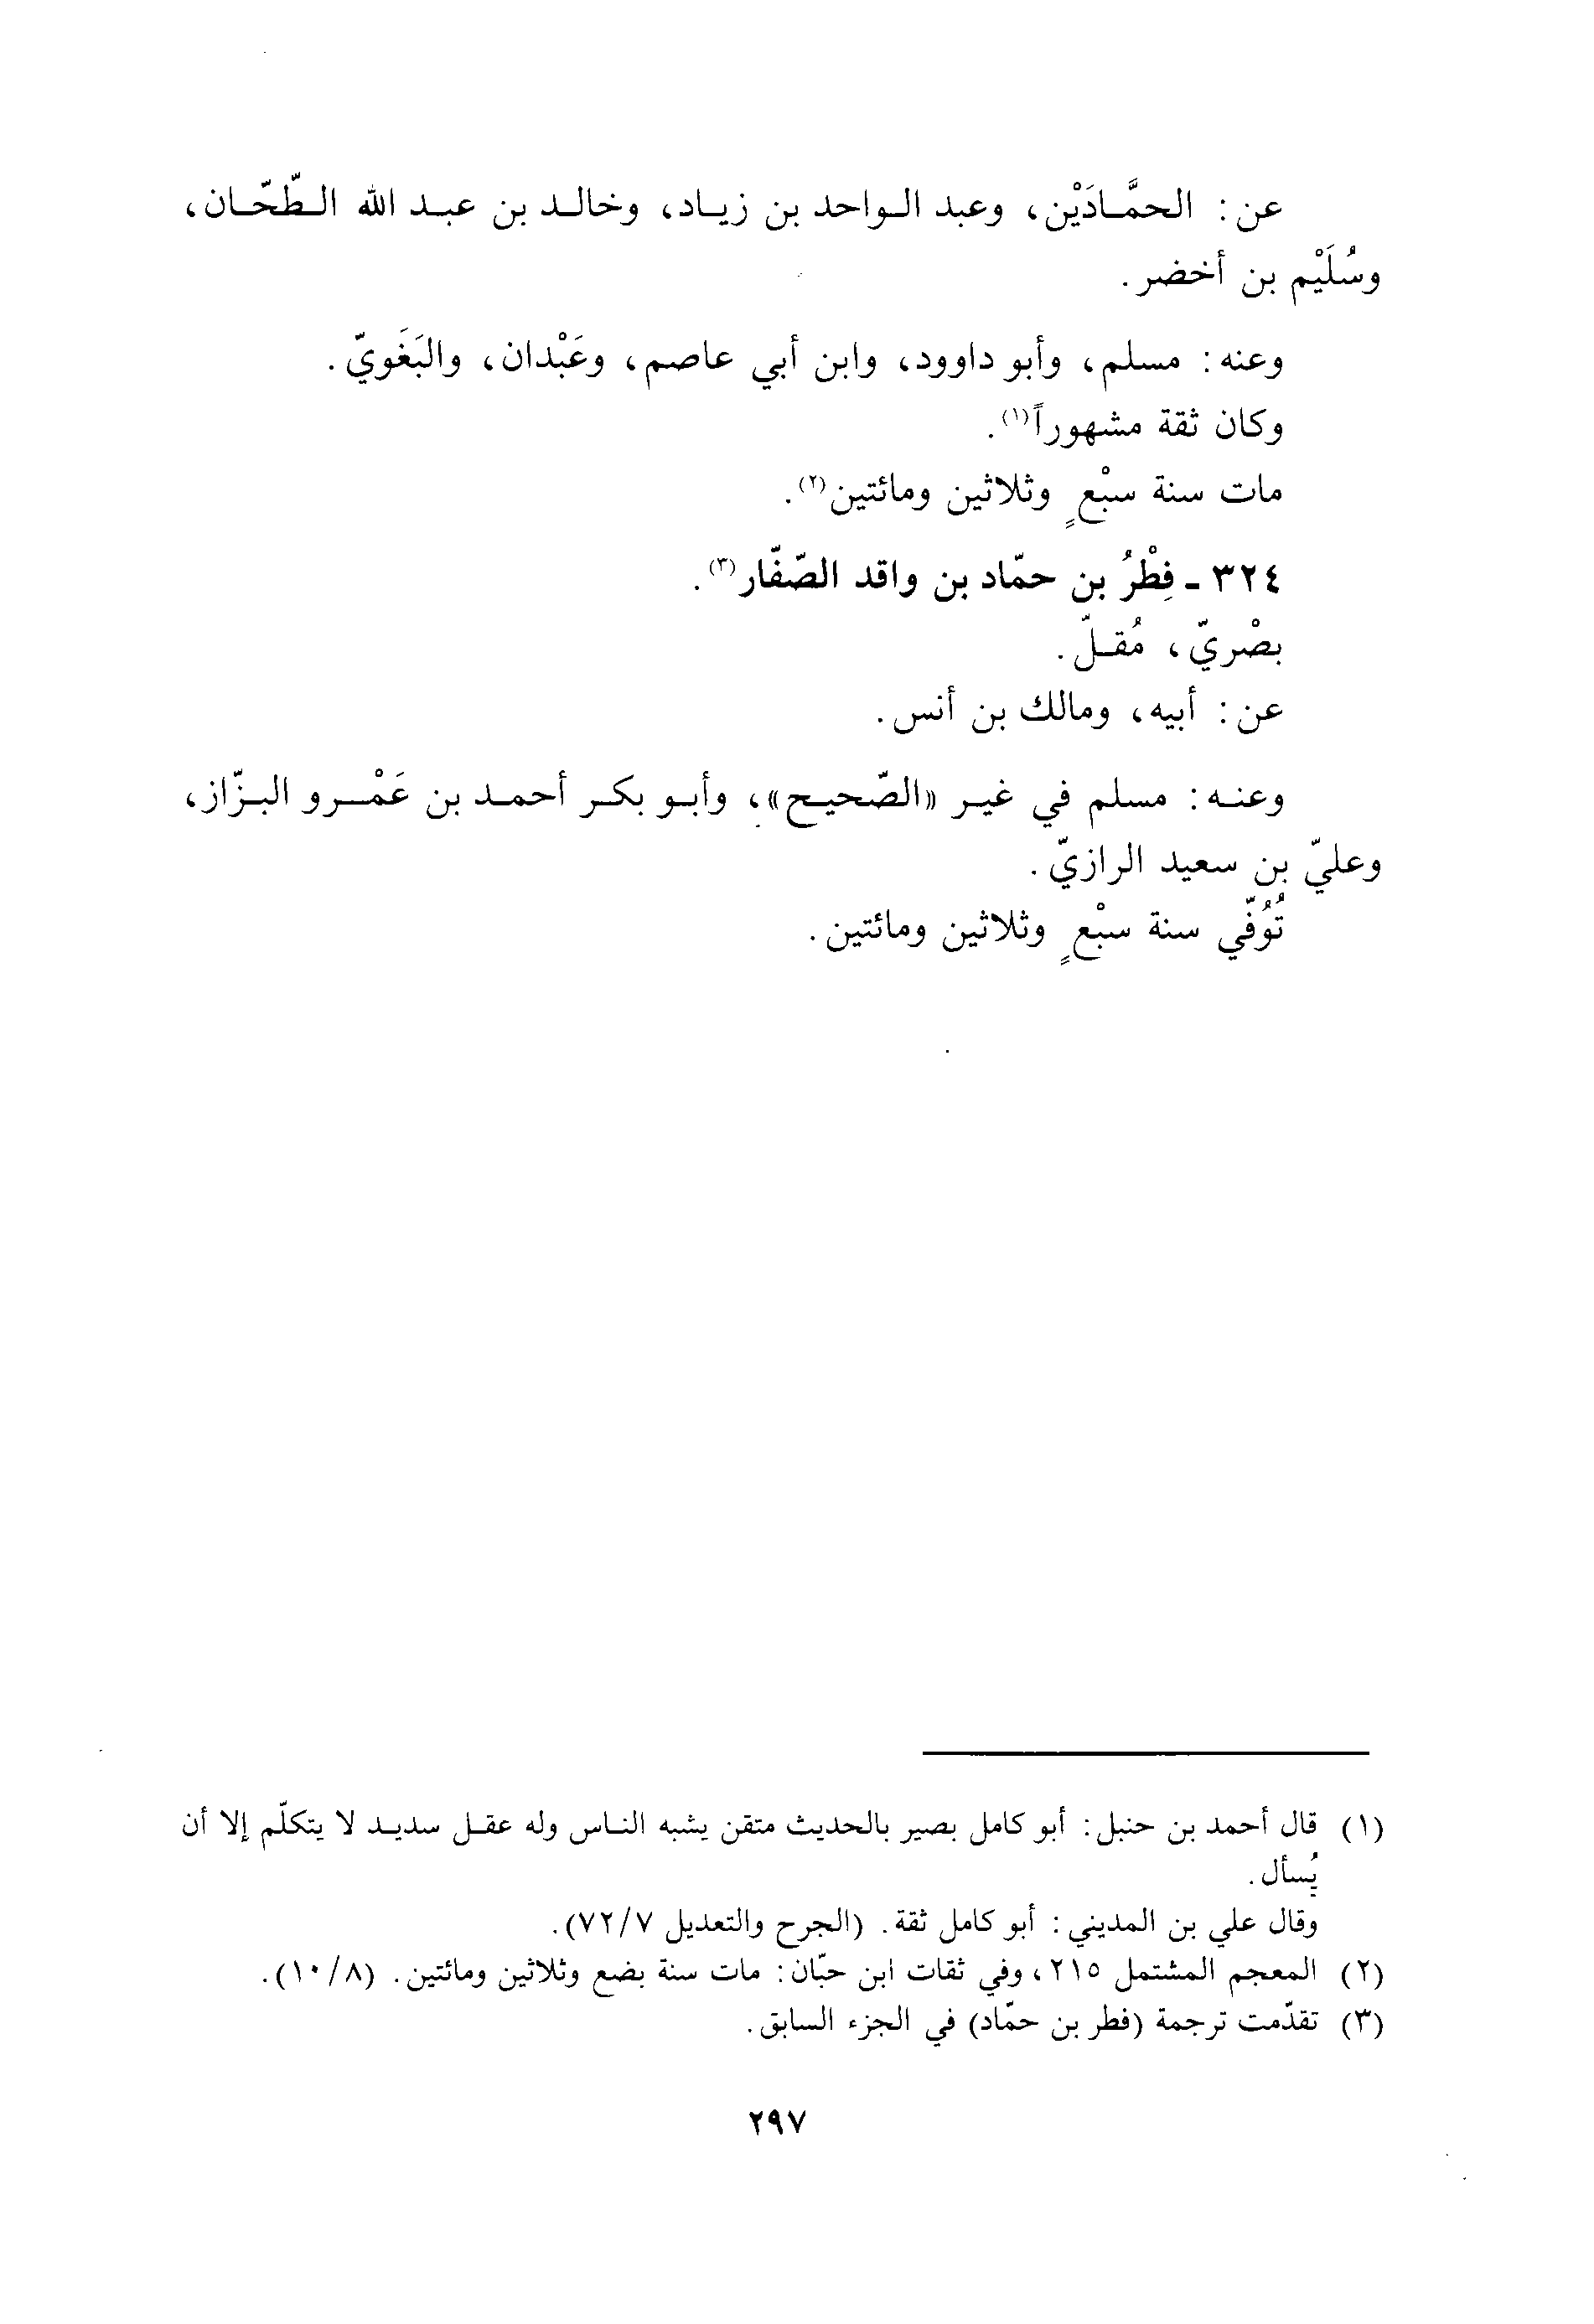 عن: الحمَّادَيْن، وعبد الواحد بن زياد، وخالد بن عبد الله الطّحّان،
وسُلَيْم بن أخضر.
وعنه: مسلم، وأبو داوود، وابن أبي عاصم، وعَبْدان، والبَغَويّ.
وكان ثقة مشهوراً(١).
مات سنة سبْعٍ وثلاثين ومائتين(٢).
٣٢٤ - فِطْرُ بن حمّاد بن واقد الصّفّار(٣).
بصْريّ، مُقلّ.
عن: أبيه، ومالك بن أنس.
وعنه: مسلم في غير «الصّحيح»، وأبو بكر أحمد بن عَمْرو البزّاز،
وعليّ بن سعيد الرازيّ.
تُوُفّي سنة سبْعٍ وثلاثين ومائتين.
(١) قال أحمد بن حنبل: أبو كامل بصير بالحديث متقن يشبه الناس وله عقل سديد لا يتكلّم إلا أن
يُسأل.
وقال علي بن المديني: أبو كامل ثقة. (الجرح والتعديل ٧٢/٧).
(٢) المعجم المشتمل ٢١٥، وفي ثقات ابن حبّان: مات سنة بضع وثلاثين ومائتين. (١٠/٨).
(٣) تقدّمت ترجمة (فطر بن حمّاد) في الجزء السابق.
٢٩٧